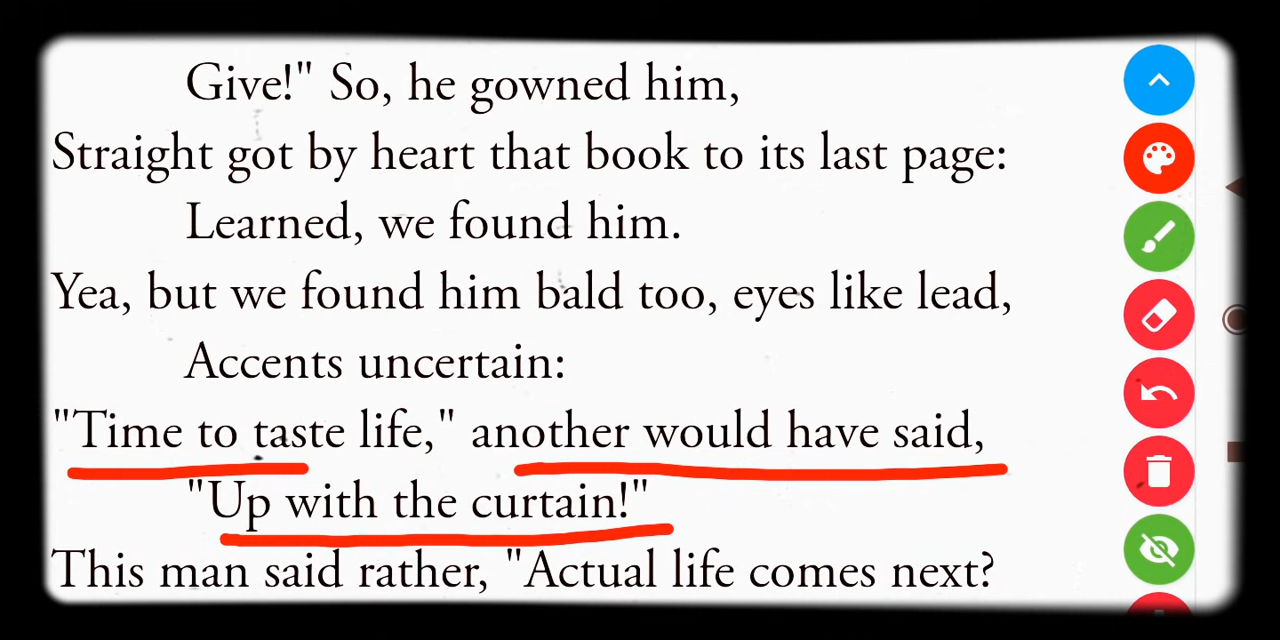 Give!" So, he gowned him,
Straight got by heart that book to its last page:
Learned, we found him.
Yea, but we found him bald too, eyes like lead,
Accents uncertain:
"Time to taste life," another would have said,
"Up with the curtain!"
This man said rather, "Actual life comes next?